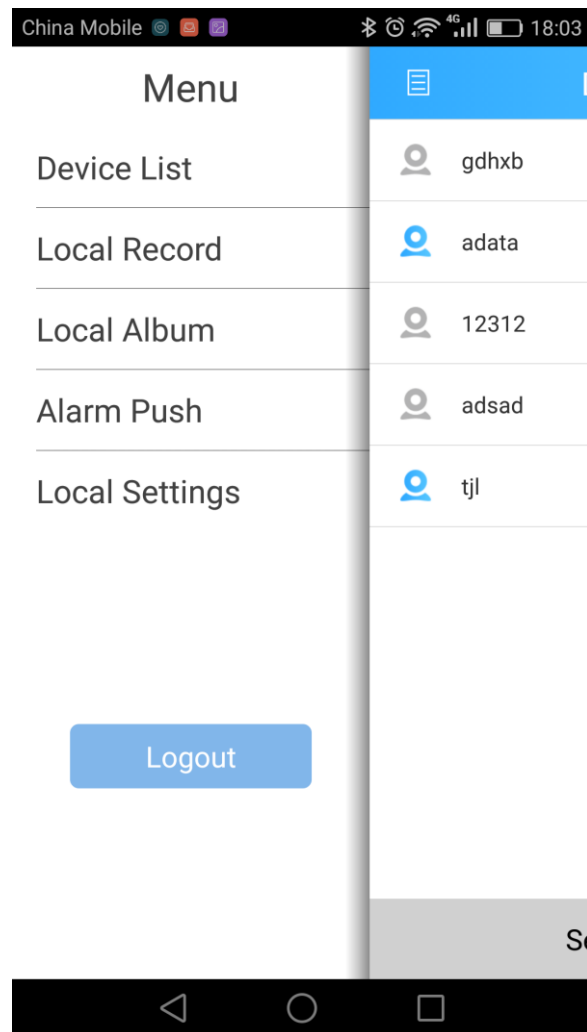 China Mobile 4G 18:03
Menu
Device List
Local Record
Local Album
Alarm Push
Local Settings
Logout
gdhxb
adata
12312
adsad
tjl